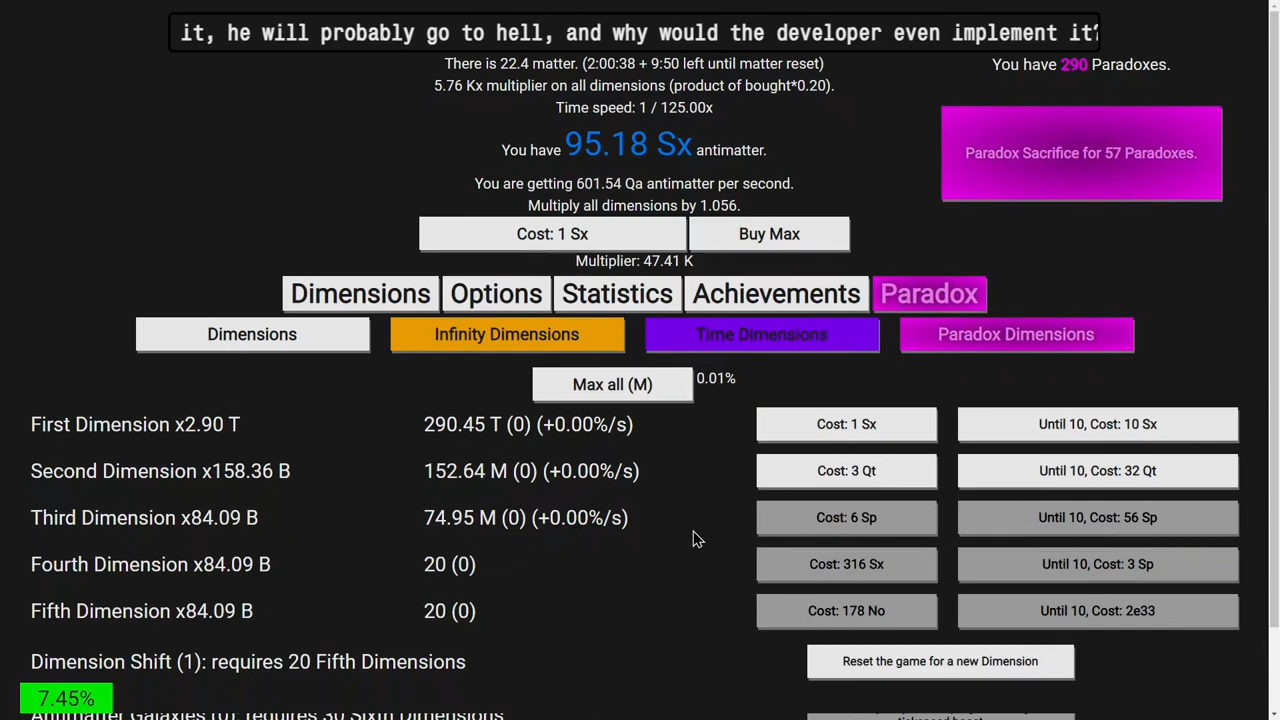 it, he will probably go to hell, and why would the developer even implement it?
There is 22.4 matter. (2:00:38 + 9:50 left until matter reset)
You have 290 Paradoxes.
5.76 Kx multiplier on all dimensions (product of bought*0.20).
Time speed: 1 / 125.00x
You have 95.18 Sx antimatter.
Paradox Sacrifice for 57 Paradoxes.
You are getting 601.54 Qa antimatter per second.
Multiply all dimensions by 1.056.
Cost: 1 Sx Buy Max
Multiplier: 47.41 K
Dimensions Options Statistics Achievements Paradox
Dimensions Infinity Dimensions Time Dimensions Paradox Dimensions
Max all (M) 0.01%
First Dimension x2.90 T 290.45 T (0) (+0.00%/s) Cost: 1 Sx Until 10, Cost: 10 Sx
Second Dimension x158.36 B 152.64 M (0) (+0.00%/s) Cost: 3 Qt Until 10, Cost: 32 Qt
Third Dimension x84.09 B 74.95 M (0) (+0.00%/s) Cost: 6 Sp Until 10, Cost: 56 Sp
Fourth Dimension x84.09 B 20 (0) Cost: 316 Sx Until 10, Cost: 3 Sp
Fifth Dimension x84.09 B 20 (0) Cost: 178 No Until 10, Cost: 2e33
Dimension Shift (1): requires 20 Fifth Dimensions Reset the game for a new Dimension
7.45%
Antimatter Galaxies (0): requires 30 Sixth Dimensions